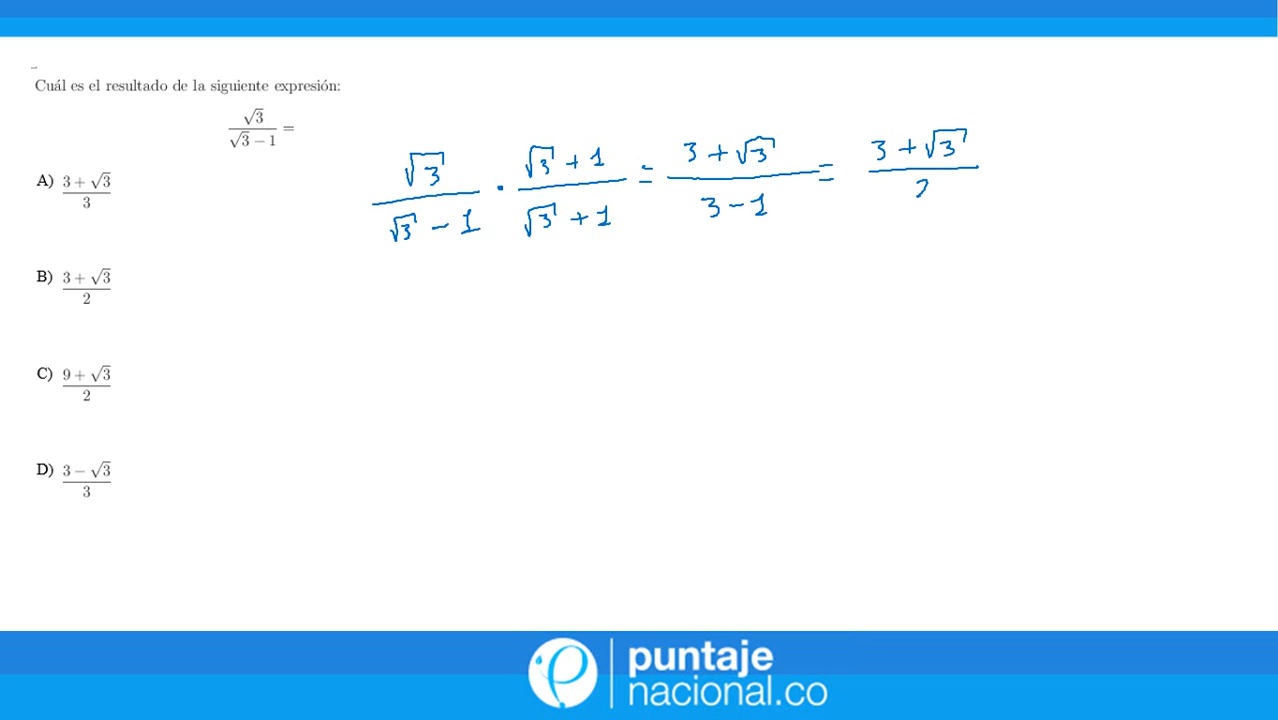 Cuál es el resultado de la siguiente expresión:
√3 / (√3 − 1) =
A) (3 + √3) / 3
B) (3 + √3) / 2
C) (9 + √3) / 2
D) (3 − √3) / 3
√3 / (√3 − 1) · (√3 + 1) / (√3 + 1) = (3 + √3) / (3 − 1) = (3 + √3) / 2
puntaje
nacional.co